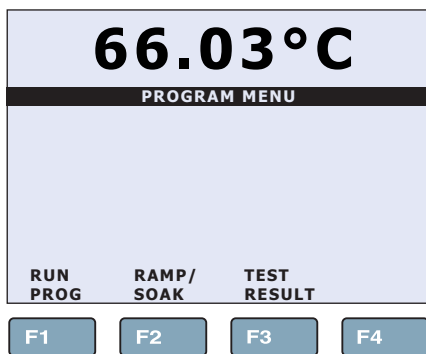 66.03°C
PROGRAM MENU
RUN RAMP/ TEST
PROG SOAK RESULT
F1 F2 F3 F4